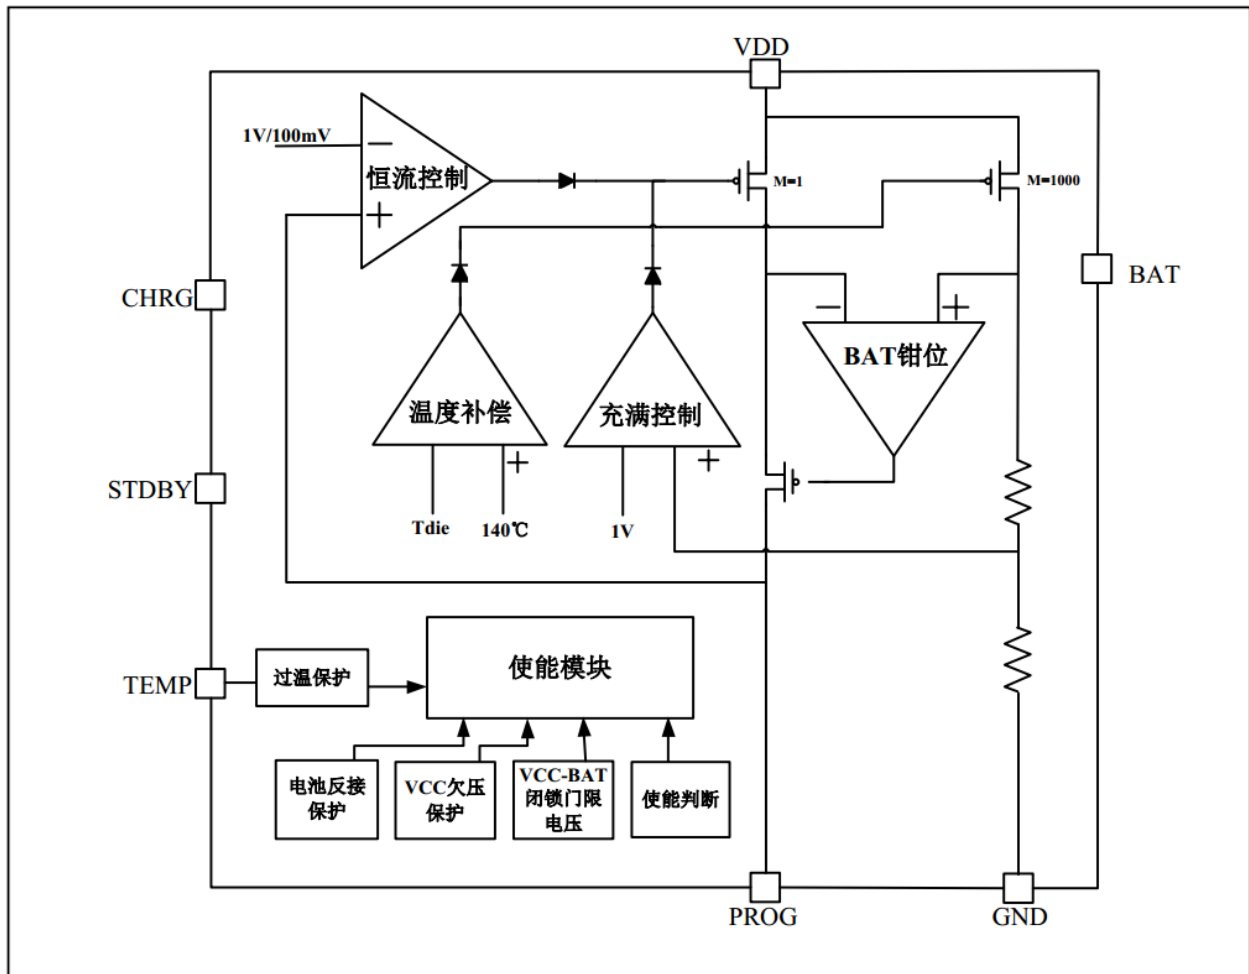 VDD
1V/100mV
恒流控制
M=1
M=1000
CHRG
BAT
BAT钳位
温度补偿
充满控制
STDBY
Tdie
140℃
1V
TEMP
过温保护
使能模块
电池反接
保护
VCC欠压
保护
VCC-BAT
闭锁门限
电压
使能判断
PROG
GND